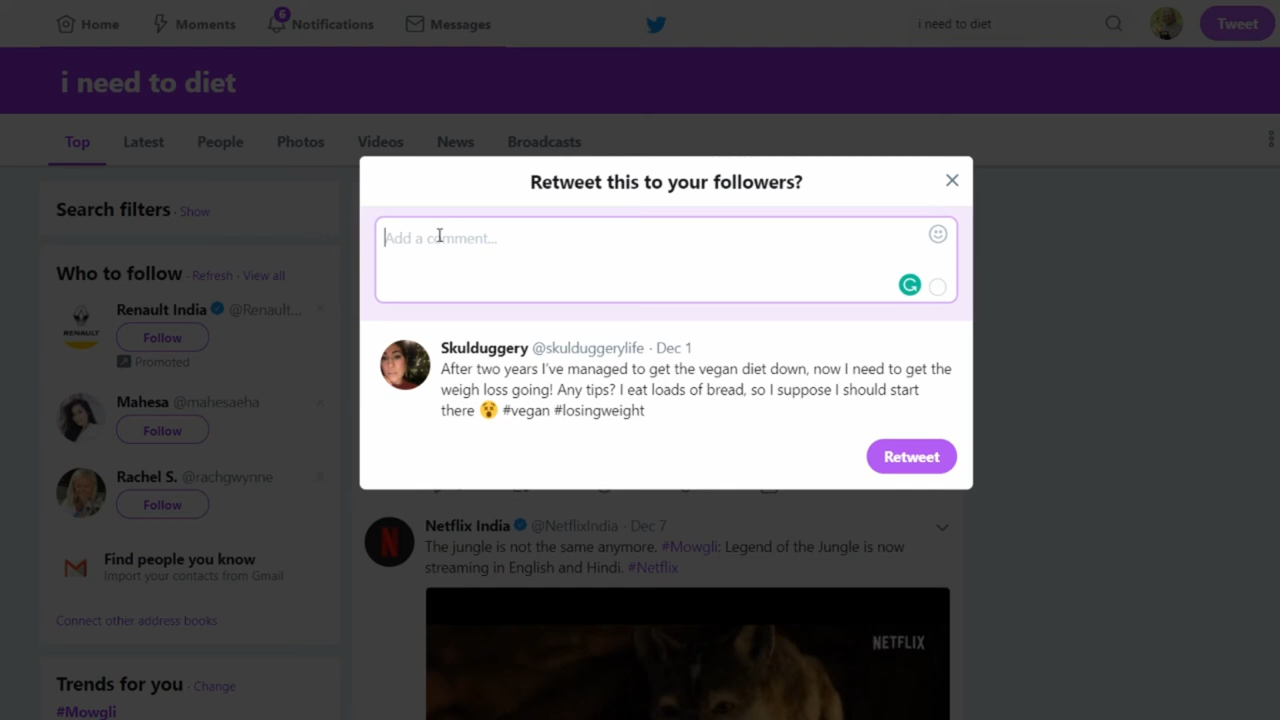 Home Moments 6 Notifications Messages i need to diet Tweet
i need to diet
Top Latest People Photos Videos News Broadcasts
Search filters · Show
Who to follow · Refresh · View all
RENAULT
Renault India @Renault...
Follow
Promoted
Mahesa @mahesaeha
Follow
Rachel S. @rachgwynne
Follow
Find people you know
Import your contacts from Gmail
Connect other address books
Trends for you · Change
#Mowgli
Retweet this to your followers?
Add a comment...
Skulduggery @skulduggerylife · Dec 1
After two years I've managed to get the vegan diet down, now I need to get the
weigh loss going! Any tips? I eat loads of bread, so I suppose I should start
there 😵 #vegan #losingweight
Retweet
Netflix India @NetflixIndia · Dec 7
The jungle is not the same anymore. #Mowgli: Legend of the Jungle is now
streaming in English and Hindi. #Netflix
NETFLIX